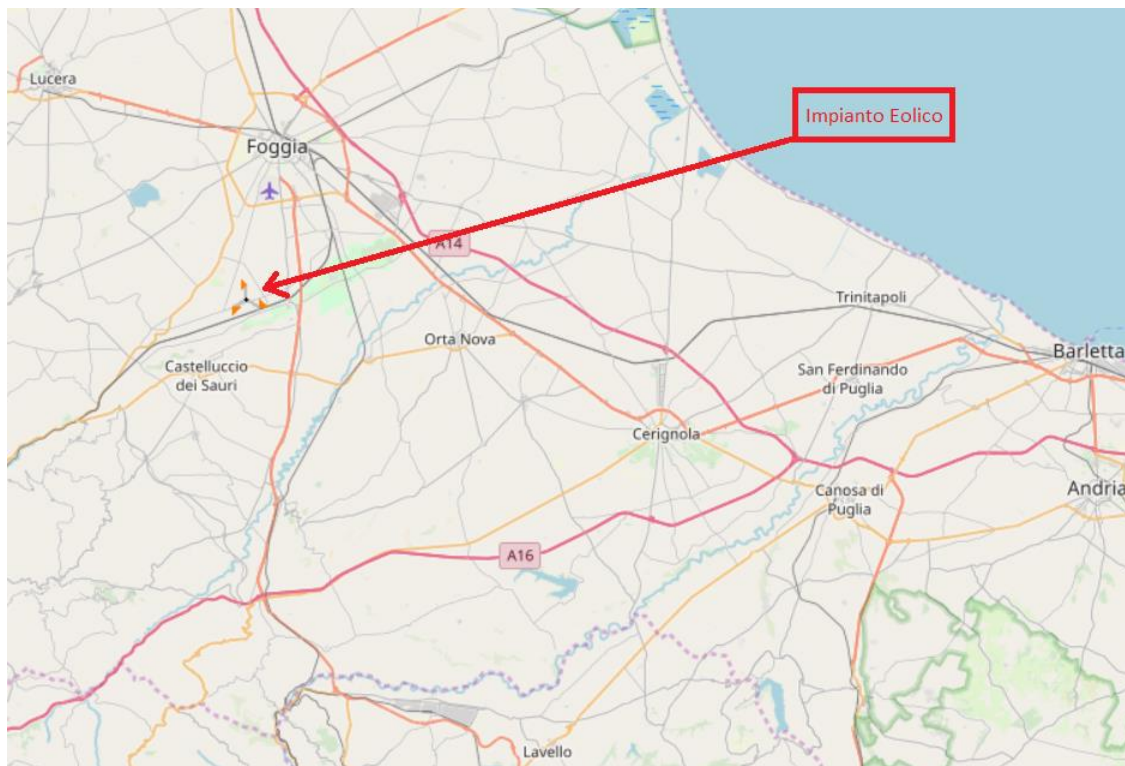 Lucera
Impianto Eolico
Foggia
A14
Trinitapoli
Orta Nova
Barletta
Castelluccio
dei Sauri
San Ferdinando
di Puglia
Cerignola
Canosa di
Puglia
Andria
A16
Lavello